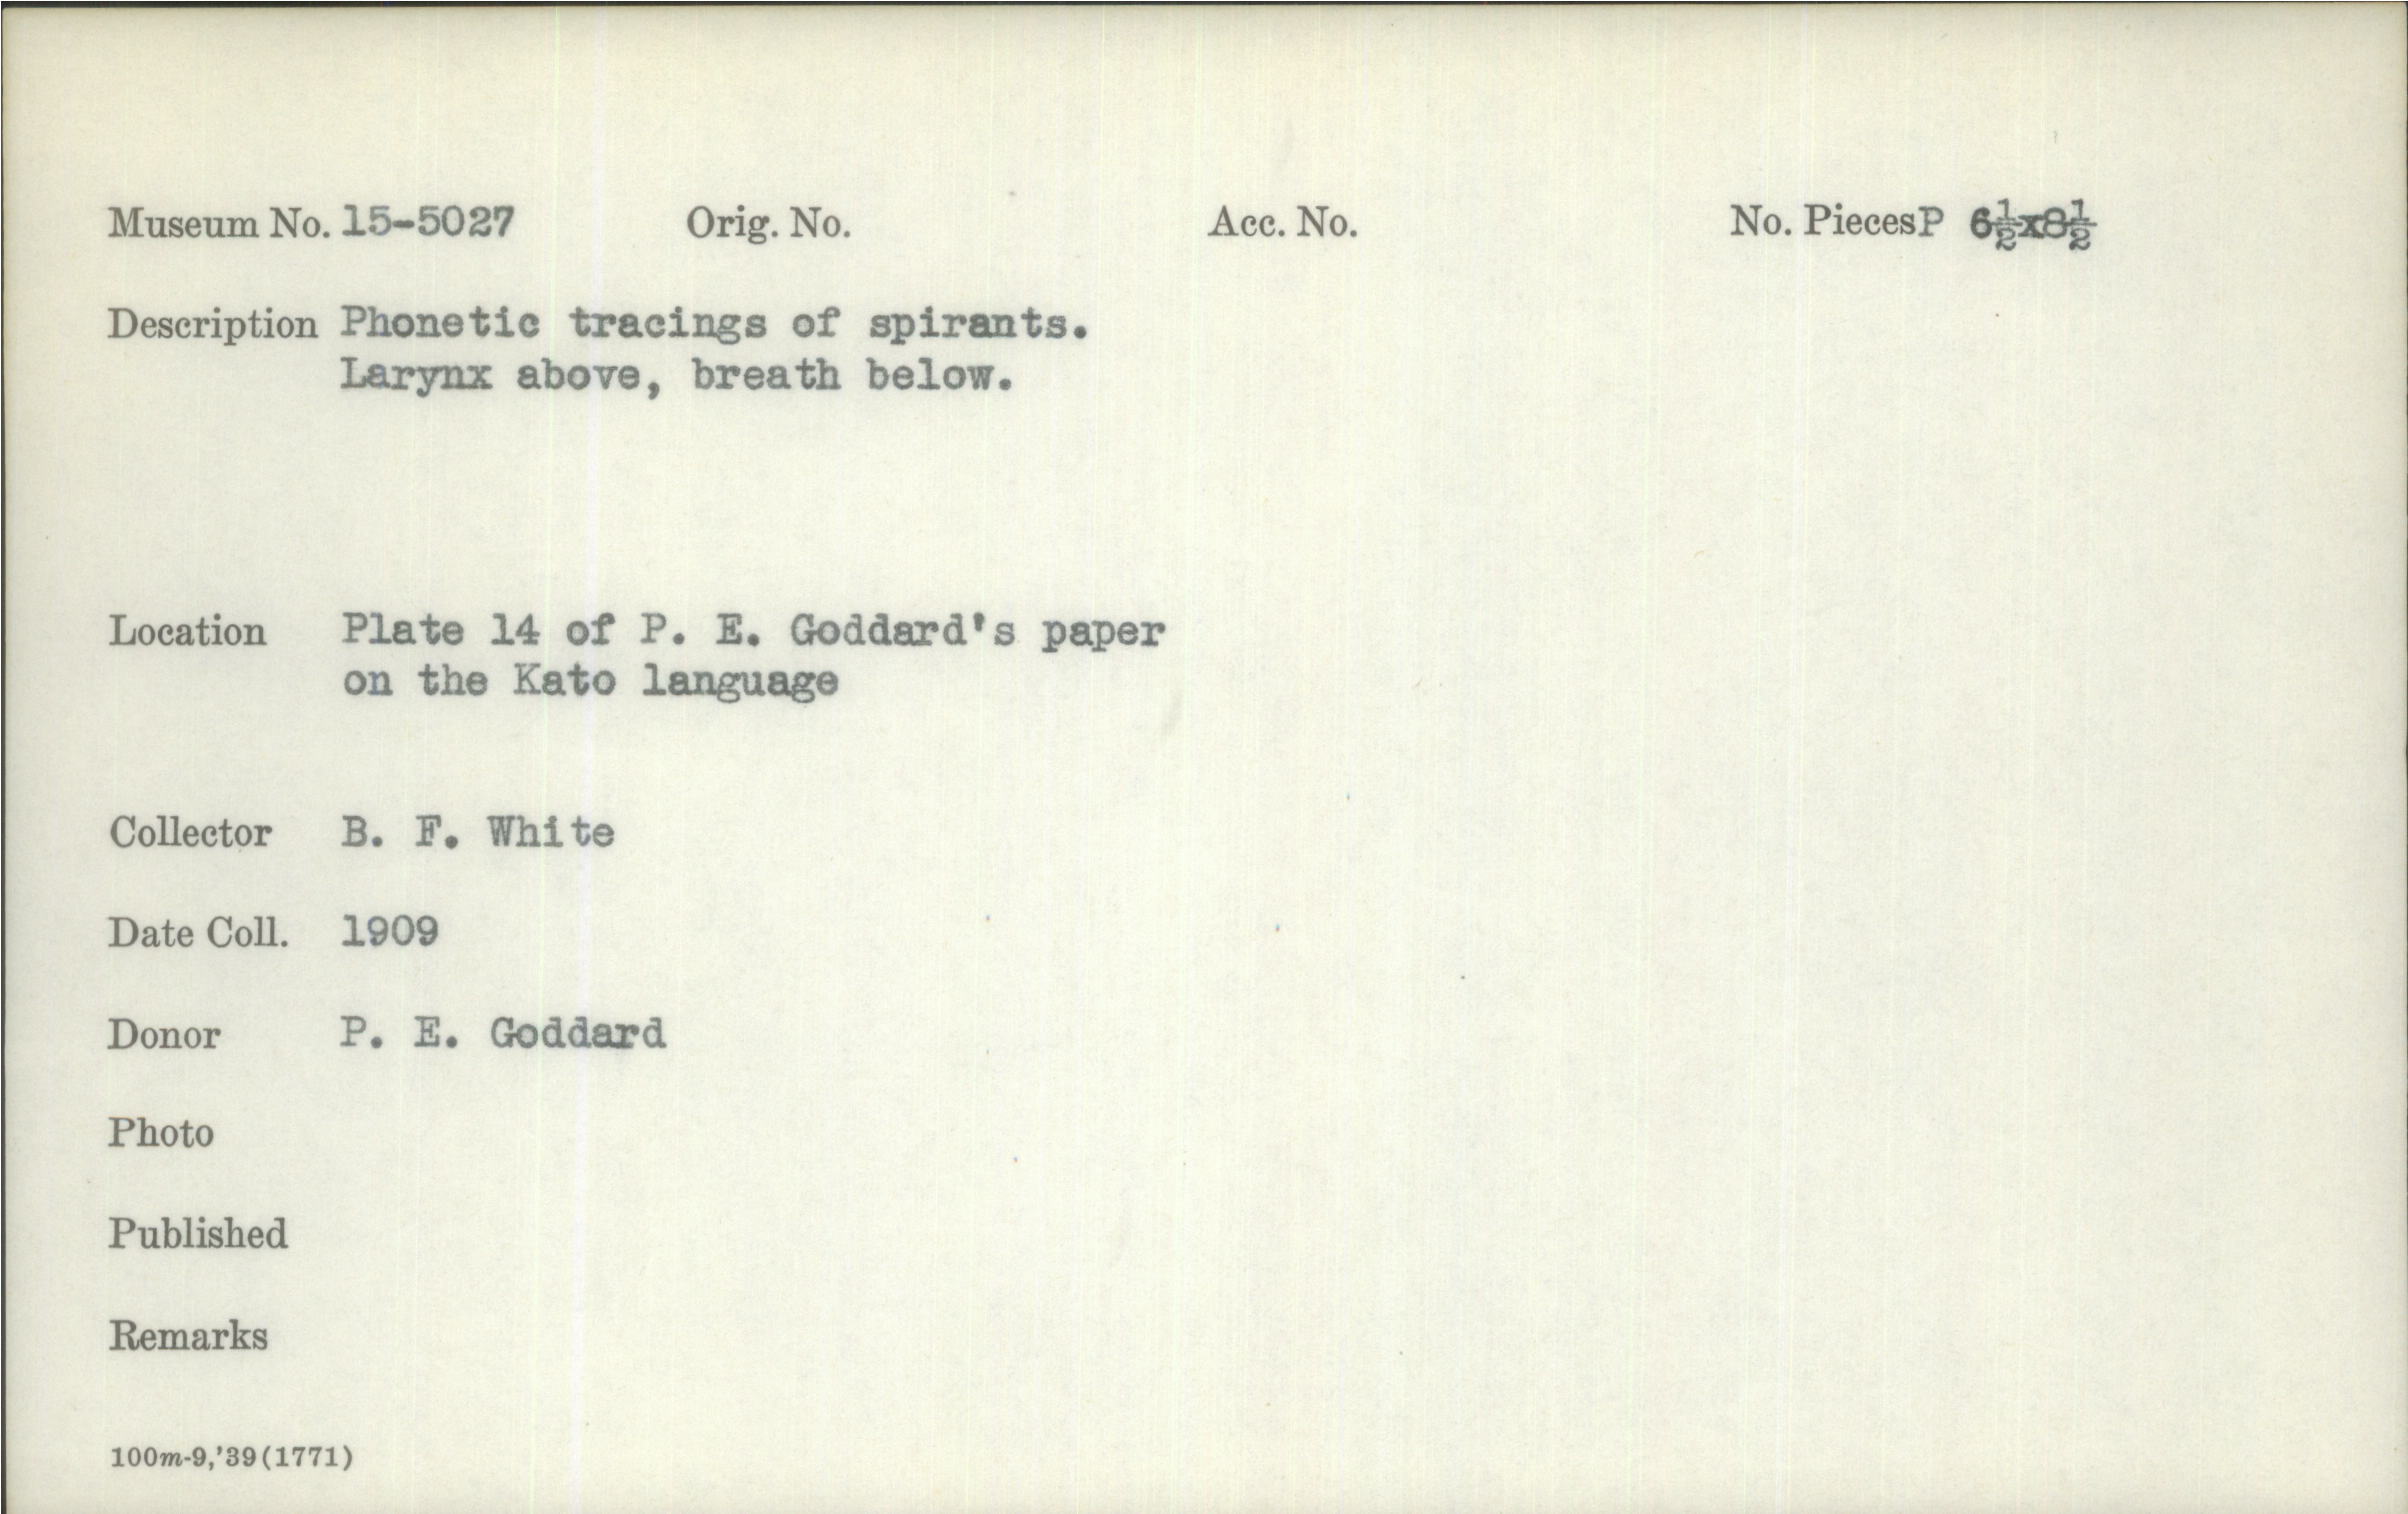 Museum No. 15-5027 Orig. No. Acc. No. No. Pieces P 6½x8½
Description Phonetic tracings of spirants.
Larynx above, breath below.
Location Plate 14 of P. E. Goddard's paper
on the Kato language
Collector B. F. White
Date Coll. 1909
Donor P. E. Goddard
Photo
Published
Remarks
100m-9,'39(1771)